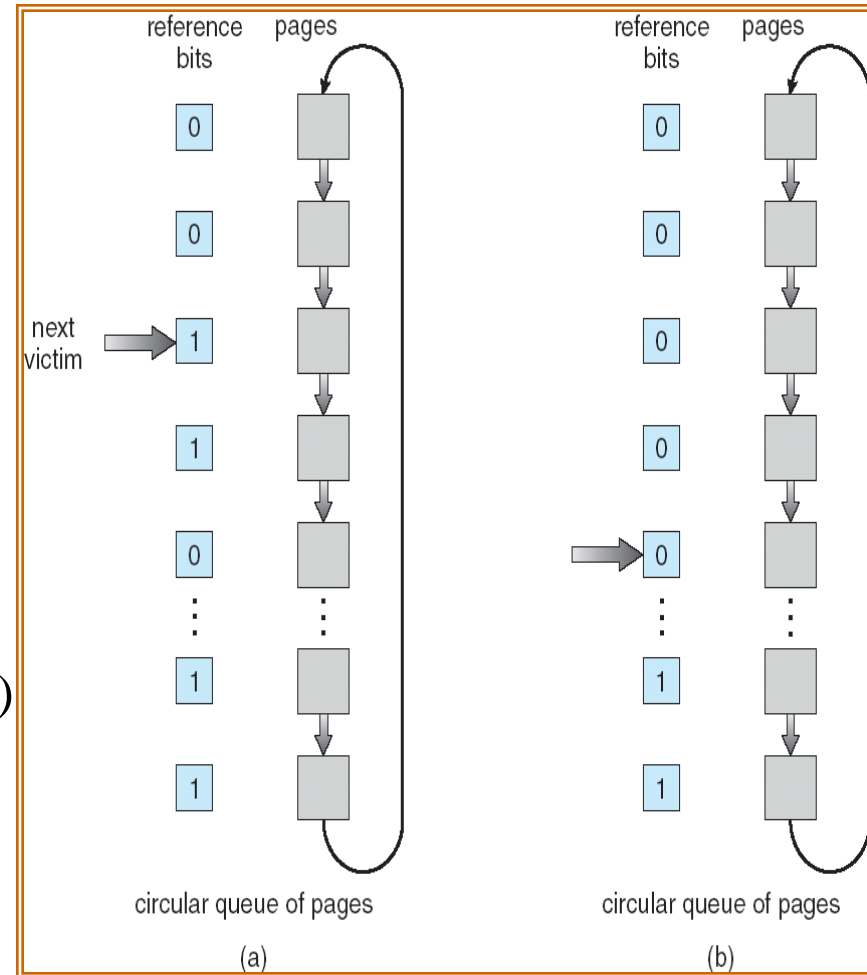 reference bits
pages
0
0
next victim
1
1
0
1
1
circular queue of pages
(a)
reference bits
pages
0
0
0
0
0
1
1
circular queue of pages
(b)
)